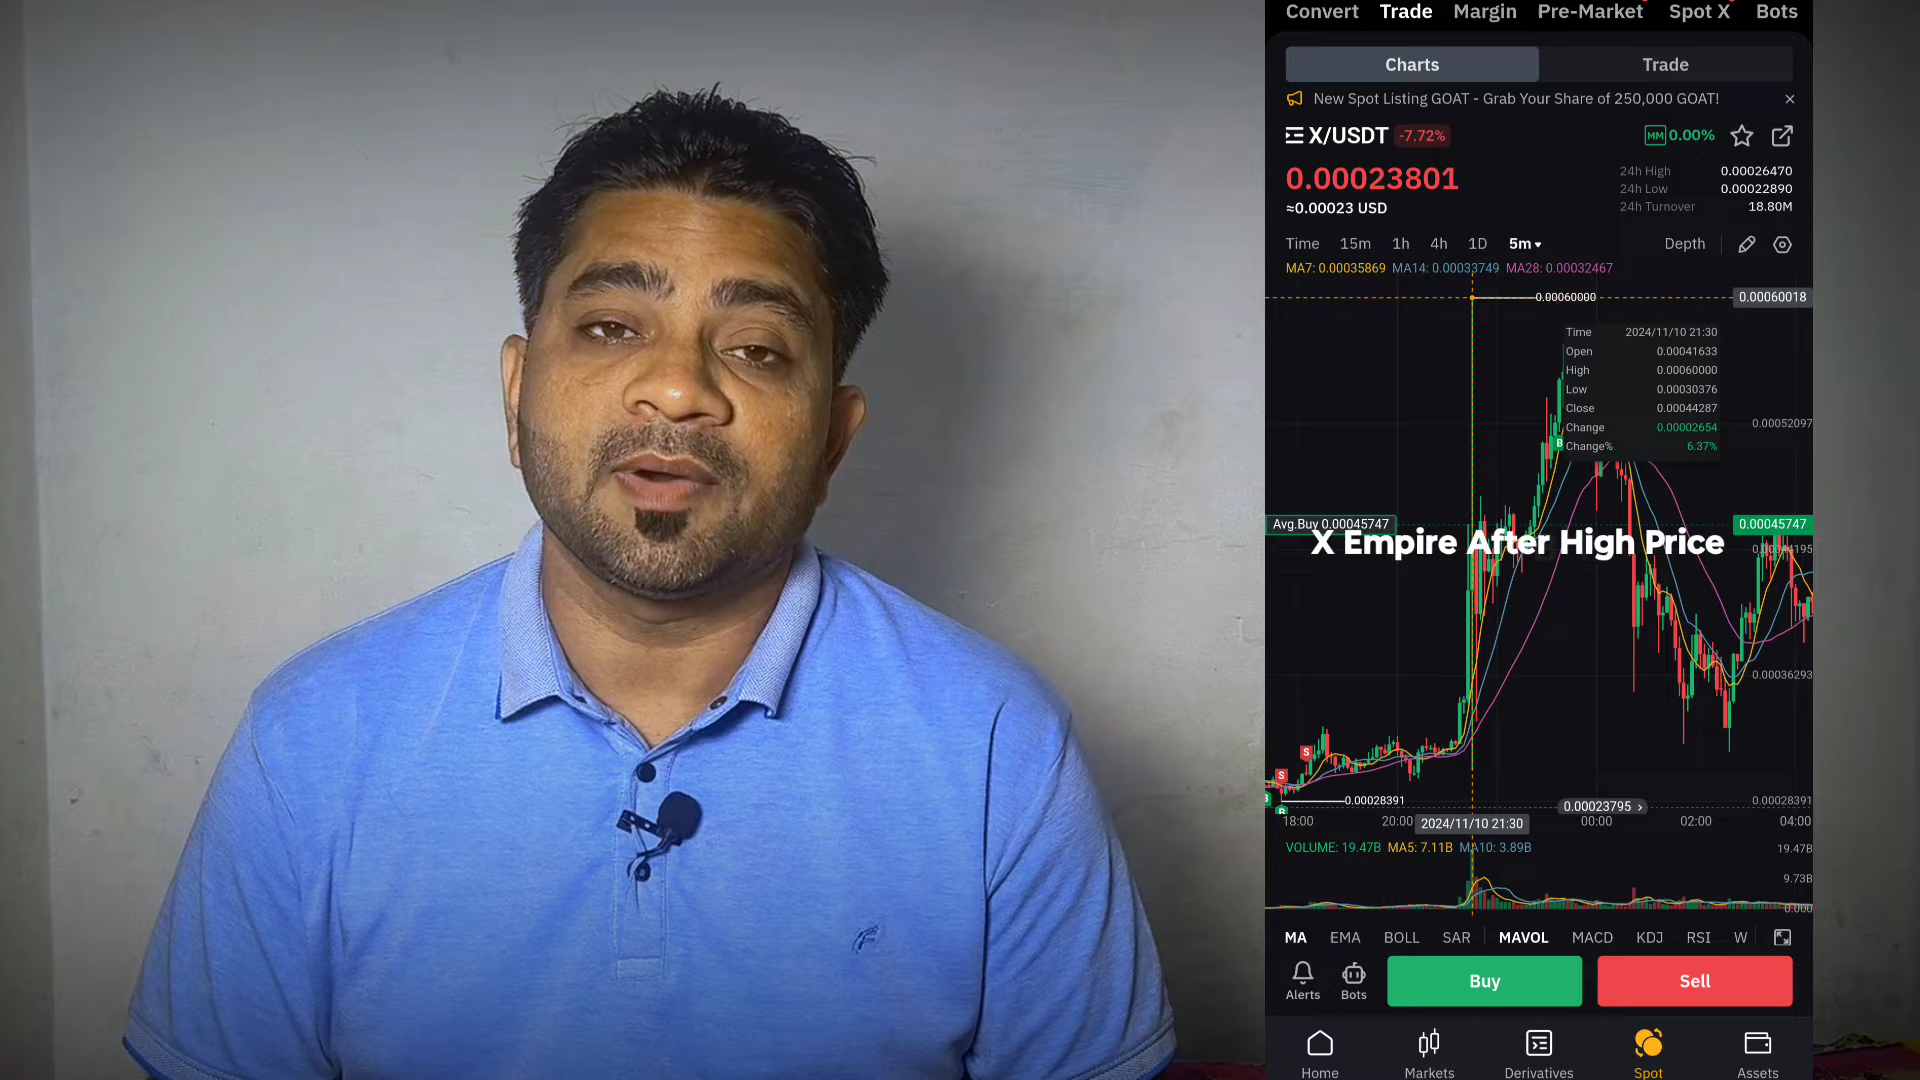 Convert Trade Margin Pre-Market Spot X Bots
Charts Trade
New Spot Listing GOAT - Grab Your Share of 250,000 GOAT!
X/USDT -7.72% MM 0.00%
0.00023801
≈0.00023 USD
24h High 0.00026470
24h Low 0.00022890
24h Turnover 18.80M
Time 15m 1h 4h 1D 5m Depth
MA7: 0.00035869 MA14: 0.00033749 MA28: 0.00032467
0.00060000 0.00060018
Time 2024/11/10 21:30
Open 0.00041633
High 0.00060000
Low 0.00030376
Close 0.00044287
Change 0.00002654
Change% 6.37%
0.00052097
B
Avg.Buy 0.00045747 0.00045747
X Empire After High Price
0.00036293
S
S
B
B
0.00028391 0.00023795 0.00028391
18:00 20:00 2024/11/10 21:30 00:00 02:00 04:00
VOLUME: 19.47B MA5: 7.11B MA10: 3.89B 19.47B
9.73B
0.000
MA EMA BOLL SAR MAVOL MACD KDJ RSI W
Alerts Bots Buy Sell
Home Markets Derivatives Spot Assets